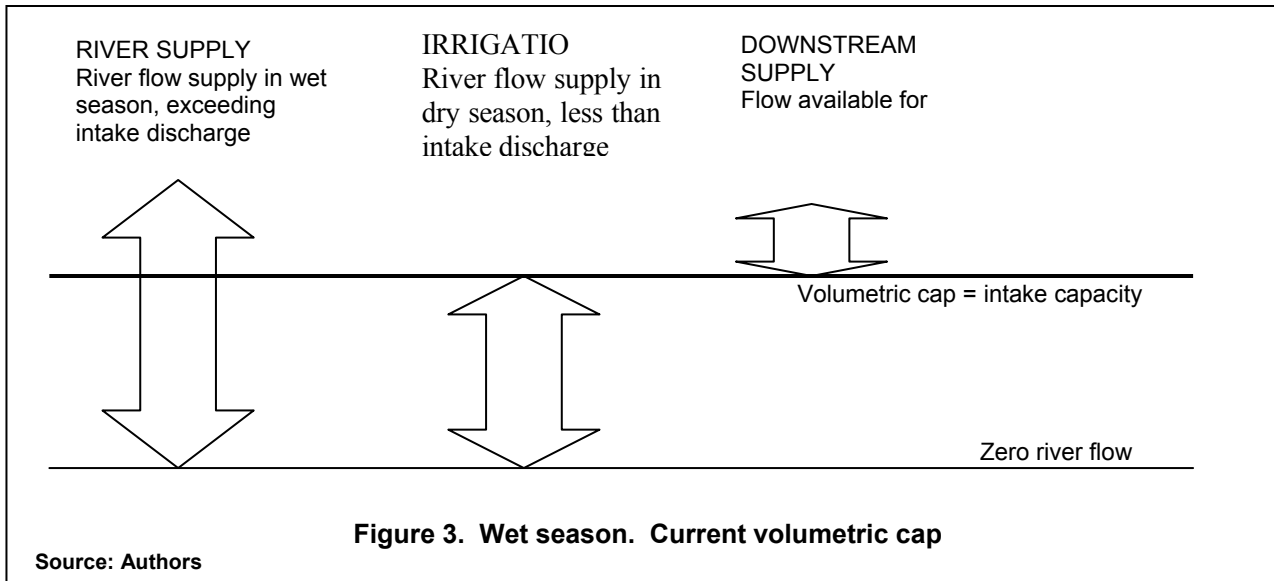 RIVER SUPPLY
River flow supply in wet
season, exceeding
intake discharge
IRRIGATIO
River flow supply in
dry season, less than
intake discharge
DOWNSTREAM
SUPPLY
Flow available for
Volumetric cap = intake capacity
Zero river flow
Figure 3. Wet season. Current volumetric cap
Source: Authors